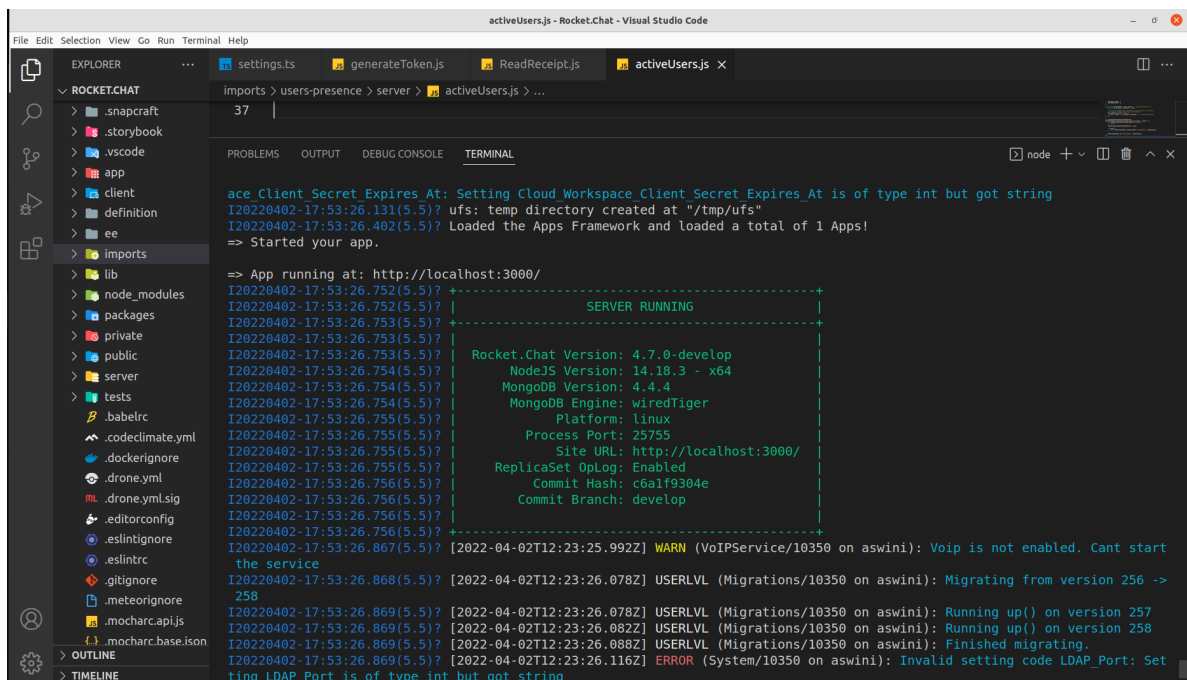 activeUsers.js - Rocket.Chat - Visual Studio Code
File Edit Selection View Go Run Terminal Help
EXPLORER
ROCKET.CHAT
.snapcraft
.storybook
.vscode
app
client
definition
ee
imports
lib
node_modules
packages
private
public
server
tests
.babelrc
.codeclimate.yml
.dockerignore
.drone.yml
.drone.yml.sig
.editorconfig
.eslintignore
.eslintrc
.gitignore
.meteorignore
.mocharc.api.js
.mocharc.base.json
OUTLINE
TIMELINE
settings.ts generateToken.js ReadReceipt.js activeUsers.js
imports > users-presence > server > activeUsers.js > ...
37
PROBLEMS OUTPUT DEBUG CONSOLE TERMINAL node
ace_Client_Secret_Expires_At: Setting Cloud_Workspace_Client_Secret_Expires_At is of type int but got string
I20220402-17:53:26.131(5.5)? ufs: temp directory created at "/tmp/ufs"
I20220402-17:53:26.402(5.5)? Loaded the Apps Framework and loaded a total of 1 Apps!
=> Started your app.
=> App running at: http://localhost:3000/
I20220402-17:53:26.752(5.5)? +-----------------------------------------------+
I20220402-17:53:26.752(5.5)? | SERVER RUNNING |
I20220402-17:53:26.753(5.5)? +-----------------------------------------------+
I20220402-17:53:26.753(5.5)? | |
I20220402-17:53:26.753(5.5)? | Rocket.Chat Version: 4.7.0-develop |
I20220402-17:53:26.754(5.5)? | NodeJS Version: 14.18.3 - x64 |
I20220402-17:53:26.754(5.5)? | MongoDB Version: 4.4.4 |
I20220402-17:53:26.754(5.5)? | MongoDB Engine: wiredTiger |
I20220402-17:53:26.755(5.5)? | Platform: linux |
I20220402-17:53:26.755(5.5)? | Process Port: 25755 |
I20220402-17:53:26.755(5.5)? | Site URL: http://localhost:3000/ |
I20220402-17:53:26.755(5.5)? | ReplicaSet OpLog: Enabled |
I20220402-17:53:26.756(5.5)? | Commit Hash: c6a1f9304e |
I20220402-17:53:26.756(5.5)? | Commit Branch: develop |
I20220402-17:53:26.756(5.5)? | |
I20220402-17:53:26.756(5.5)? +-----------------------------------------------+
I20220402-17:53:26.867(5.5)? [2022-04-02T12:23:25.992Z] WARN (VoIPService/10350 on aswini): Voip is not enabled. Cant start
the service
I20220402-17:53:26.868(5.5)? [2022-04-02T12:23:26.078Z] USERLVL (Migrations/10350 on aswini): Migrating from version 256 ->
258
I20220402-17:53:26.869(5.5)? [2022-04-02T12:23:26.078Z] USERLVL (Migrations/10350 on aswini): Running up() on version 257
I20220402-17:53:26.869(5.5)? [2022-04-02T12:23:26.082Z] USERLVL (Migrations/10350 on aswini): Running up() on version 258
I20220402-17:53:26.869(5.5)? [2022-04-02T12:23:26.088Z] USERLVL (Migrations/10350 on aswini): Finished migrating.
I20220402-17:53:26.869(5.5)? [2022-04-02T12:23:26.116Z] ERROR (System/10350 on aswini): Invalid setting code LDAP_Port: Set
ting LDAP_Port is of type int but got string